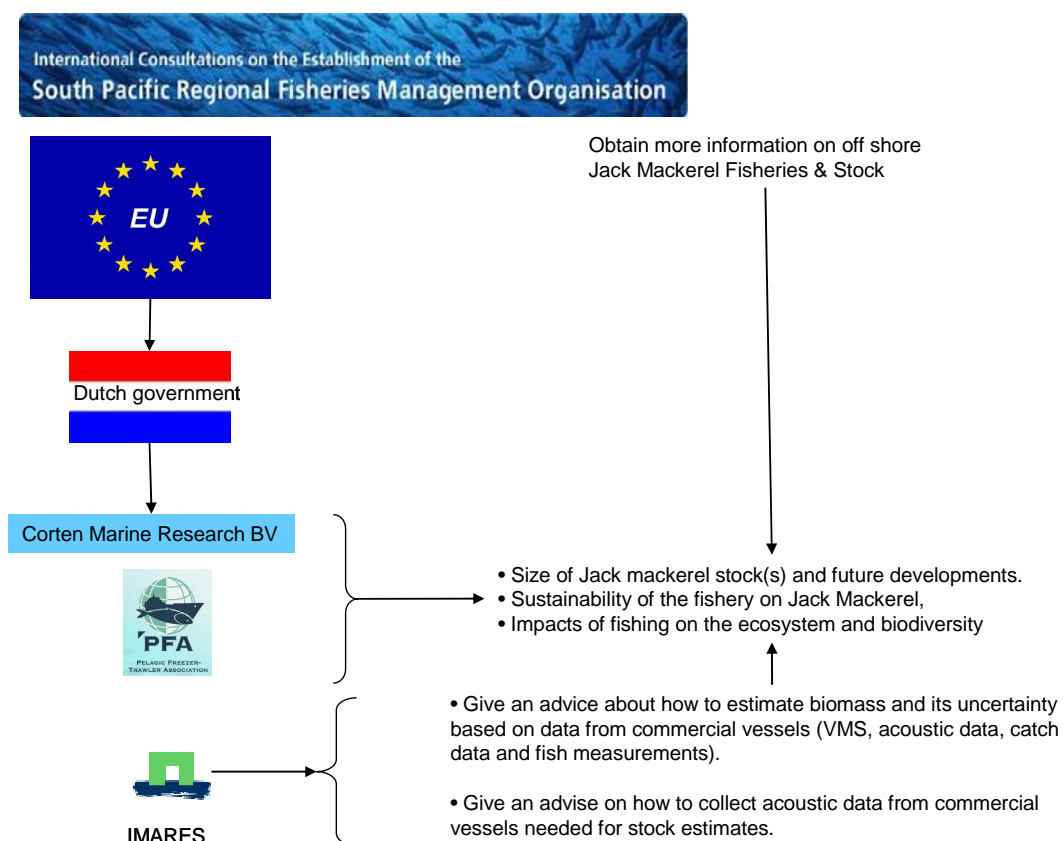 International Consultations on the Establishment of the
South Pacific Regional Fisheries Management Organisation
Obtain more information on off shore
Jack Mackerel Fisheries & Stock
EU
Dutch government
Corten Marine Research BV
PFA
PELAGIC FREEZER-
TRAWLER ASSOCIATION
• Size of Jack mackerel stock(s) and future developments.
• Sustainability of the fishery on Jack Mackerel,
• Impacts of fishing on the ecosystem and biodiversity
• Give an advice about how to estimate biomass and its uncertainty
based on data from commercial vessels (VMS, acoustic data, catch
data and fish measurements).
• Give an advise on how to collect acoustic data from commercial
vessels needed for stock estimates.
IMARES